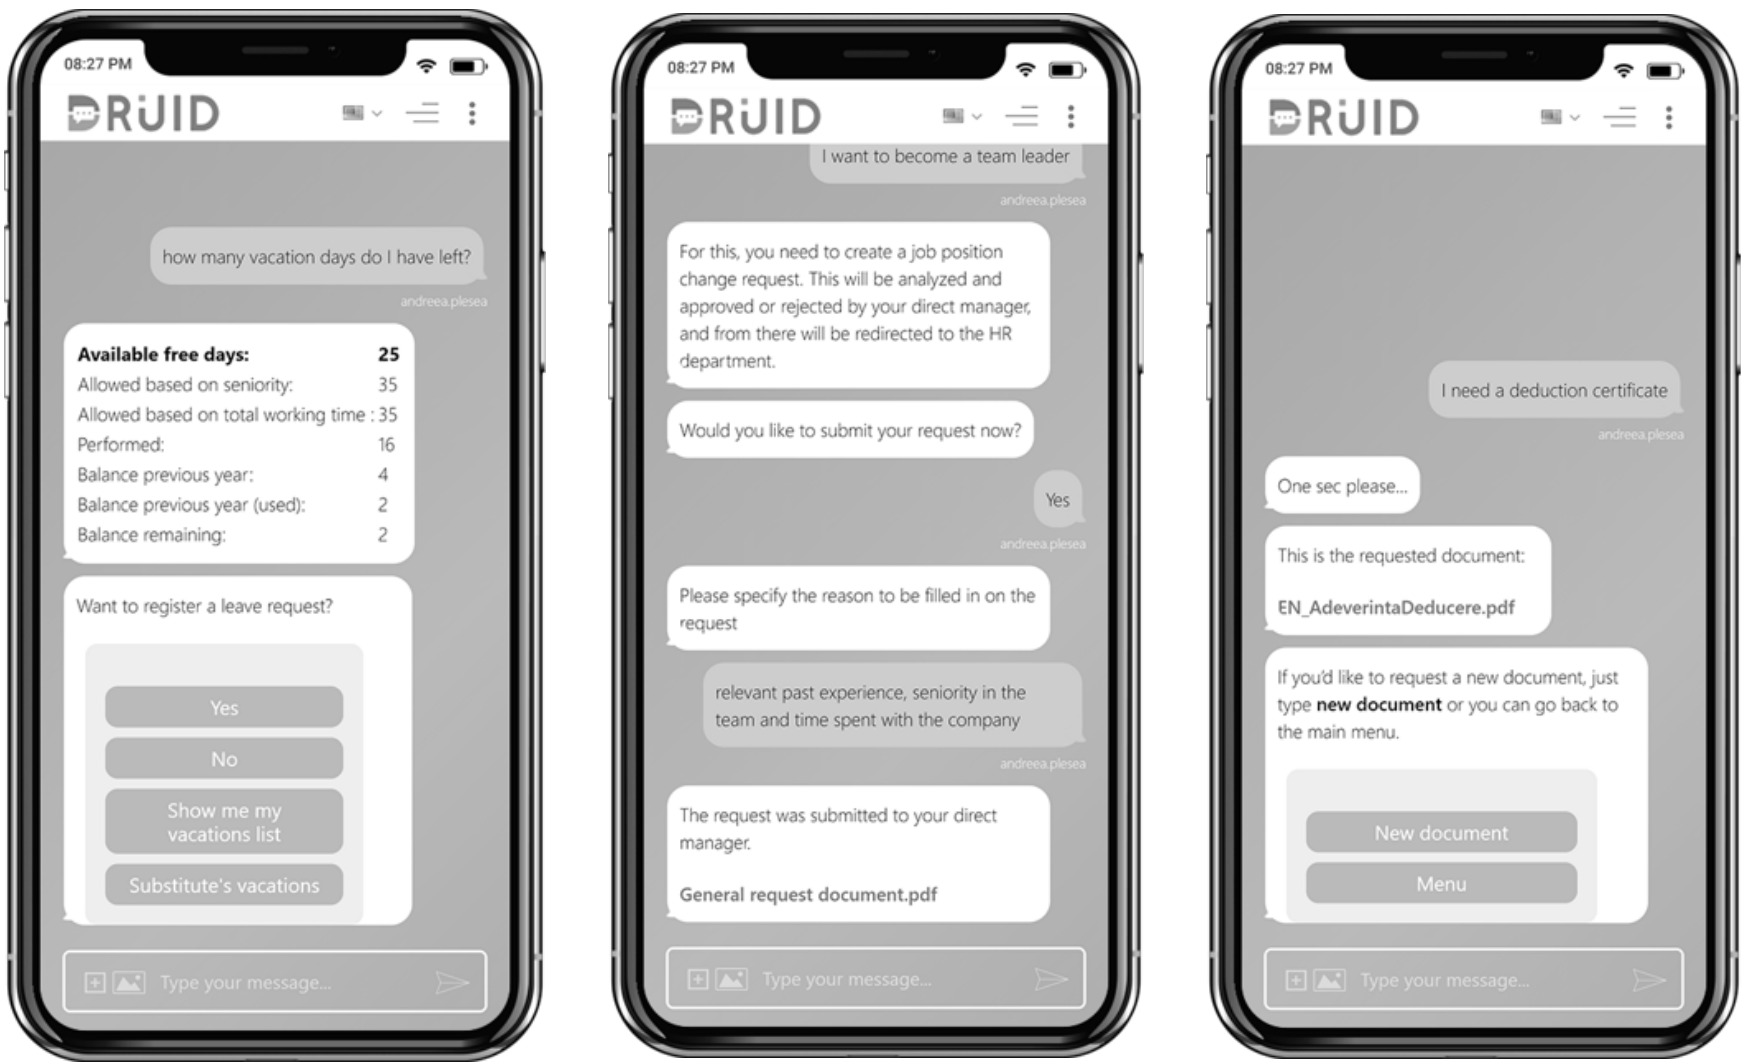 08:27 PM
DRUID
how many vacation days do I have left?
andreea.plesea
Available free days: 25
Allowed based on seniority: 35
Allowed based on total working time : 35
Performed: 16
Balance previous year: 4
Balance previous year (used): 2
Balance remaining: 2
Want to register a leave request?
Yes
No
Show me my
vacations list
Substitute's vacations
Type your message...
08:27 PM
DRUID
I want to become a team leader
andreea.plesea
For this, you need to create a job position
change request. This will be analyzed and
approved or rejected by your direct manager,
and from there will be redirected to the HR
department.
Would you like to submit your request now?
Yes
andreea.plesea
Please specify the reason to be filled in on the
request
relevant past experience, seniority in the
team and time spent with the company
andreea.plesea
The request was submitted to your direct
manager.
General request document.pdf
Type your message...
08:27 PM
DRUID
I need a deduction certificate
andreea.plesea
One sec please...
This is the requested document:
EN_AdeverintaDeducere.pdf
If you'd like to request a new document, just
type new document or you can go back to
the main menu.
New document
Menu
Type your message...